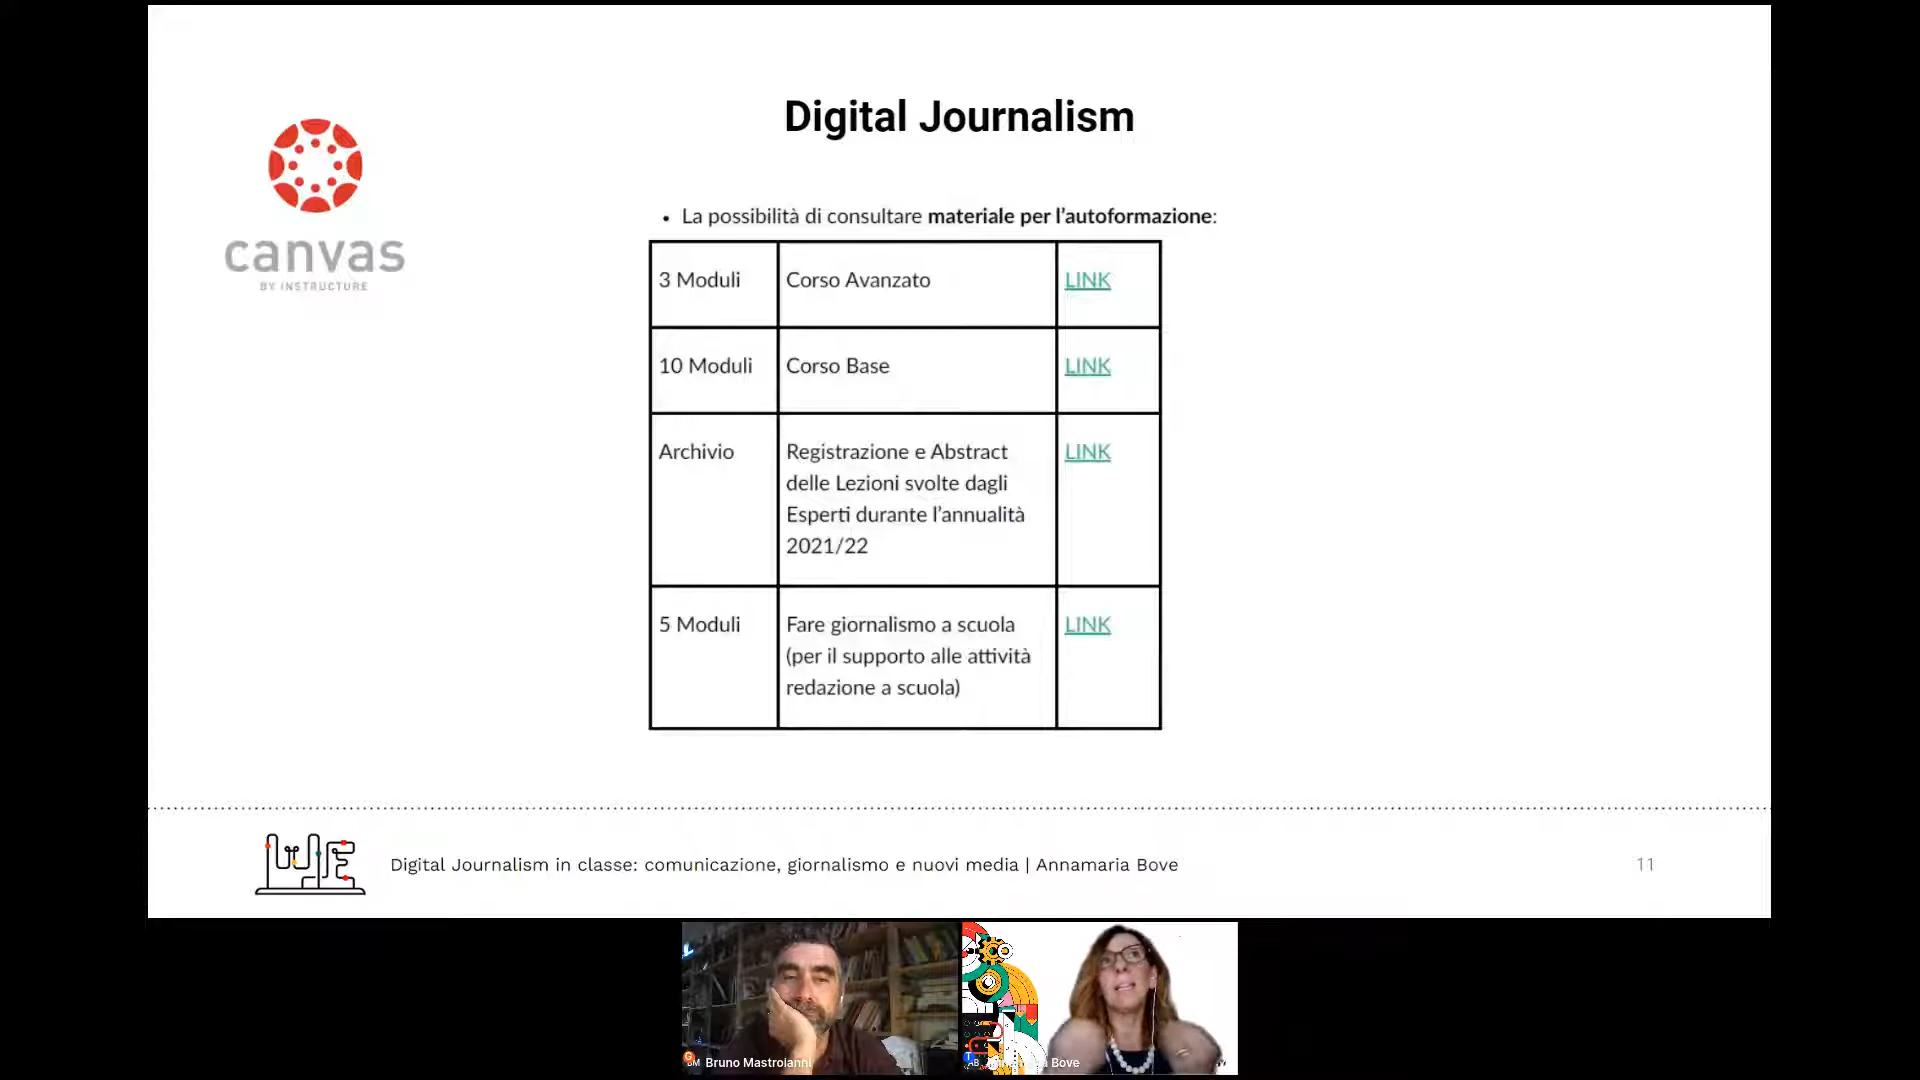 Digital Journalism
canvas
BY INSTRUCTURE
• La possibilità di consultare materiale per l'autoformazione:
3 Moduli Corso Avanzato LINK
10 Moduli Corso Base LINK
Archivio Registrazione e Abstract LINK
delle Lezioni svolte dagli
Esperti durante l'annualità
2021/22
5 Moduli Fare giornalismo a scuola LINK
(per il supporto alle attività
redazione a scuola)
Digital Journalism in classe: comunicazione, giornalismo e nuovi media | Annamaria Bove
11
BM Bruno Mastroianni
AB Bove